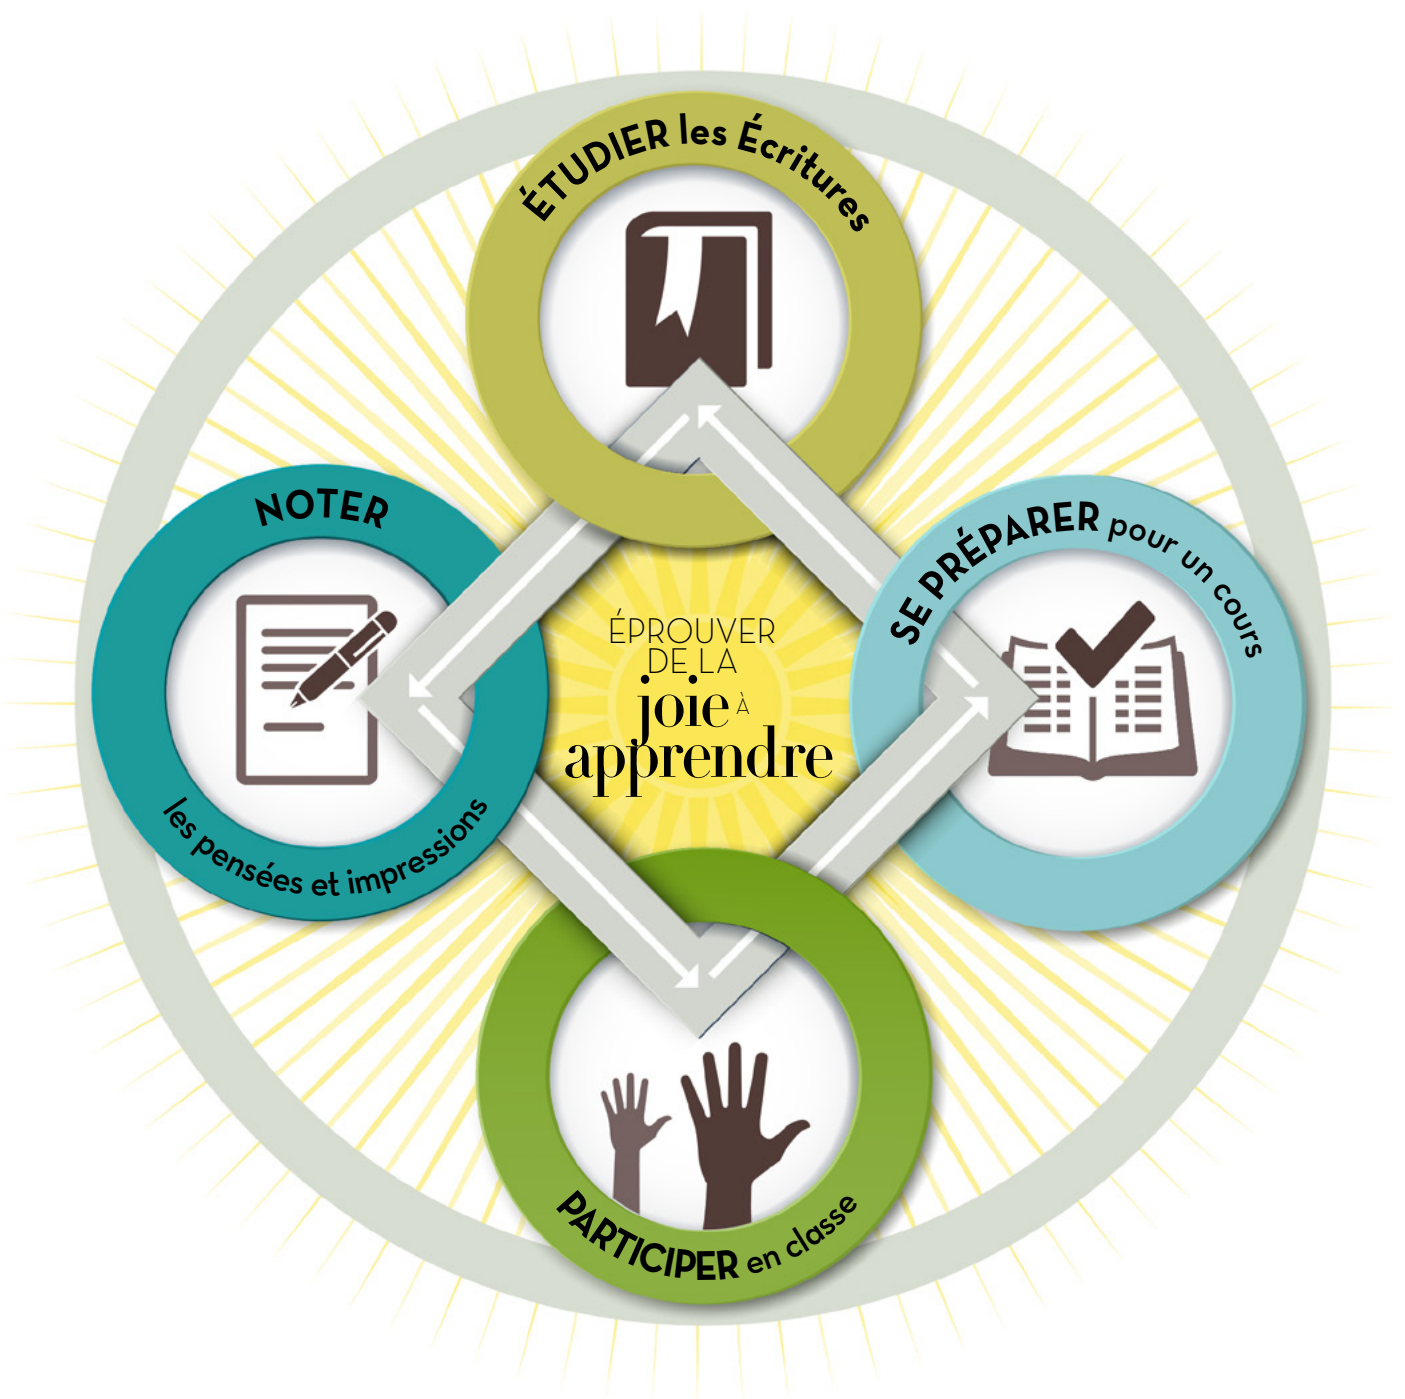 ÉTUDIER les Écritures
NOTER
les pensées et impressions
SE PRÉPARER pour un cours
ÉPROUVER
DE LA
joie À
apprendre
PARTICIPER en classe